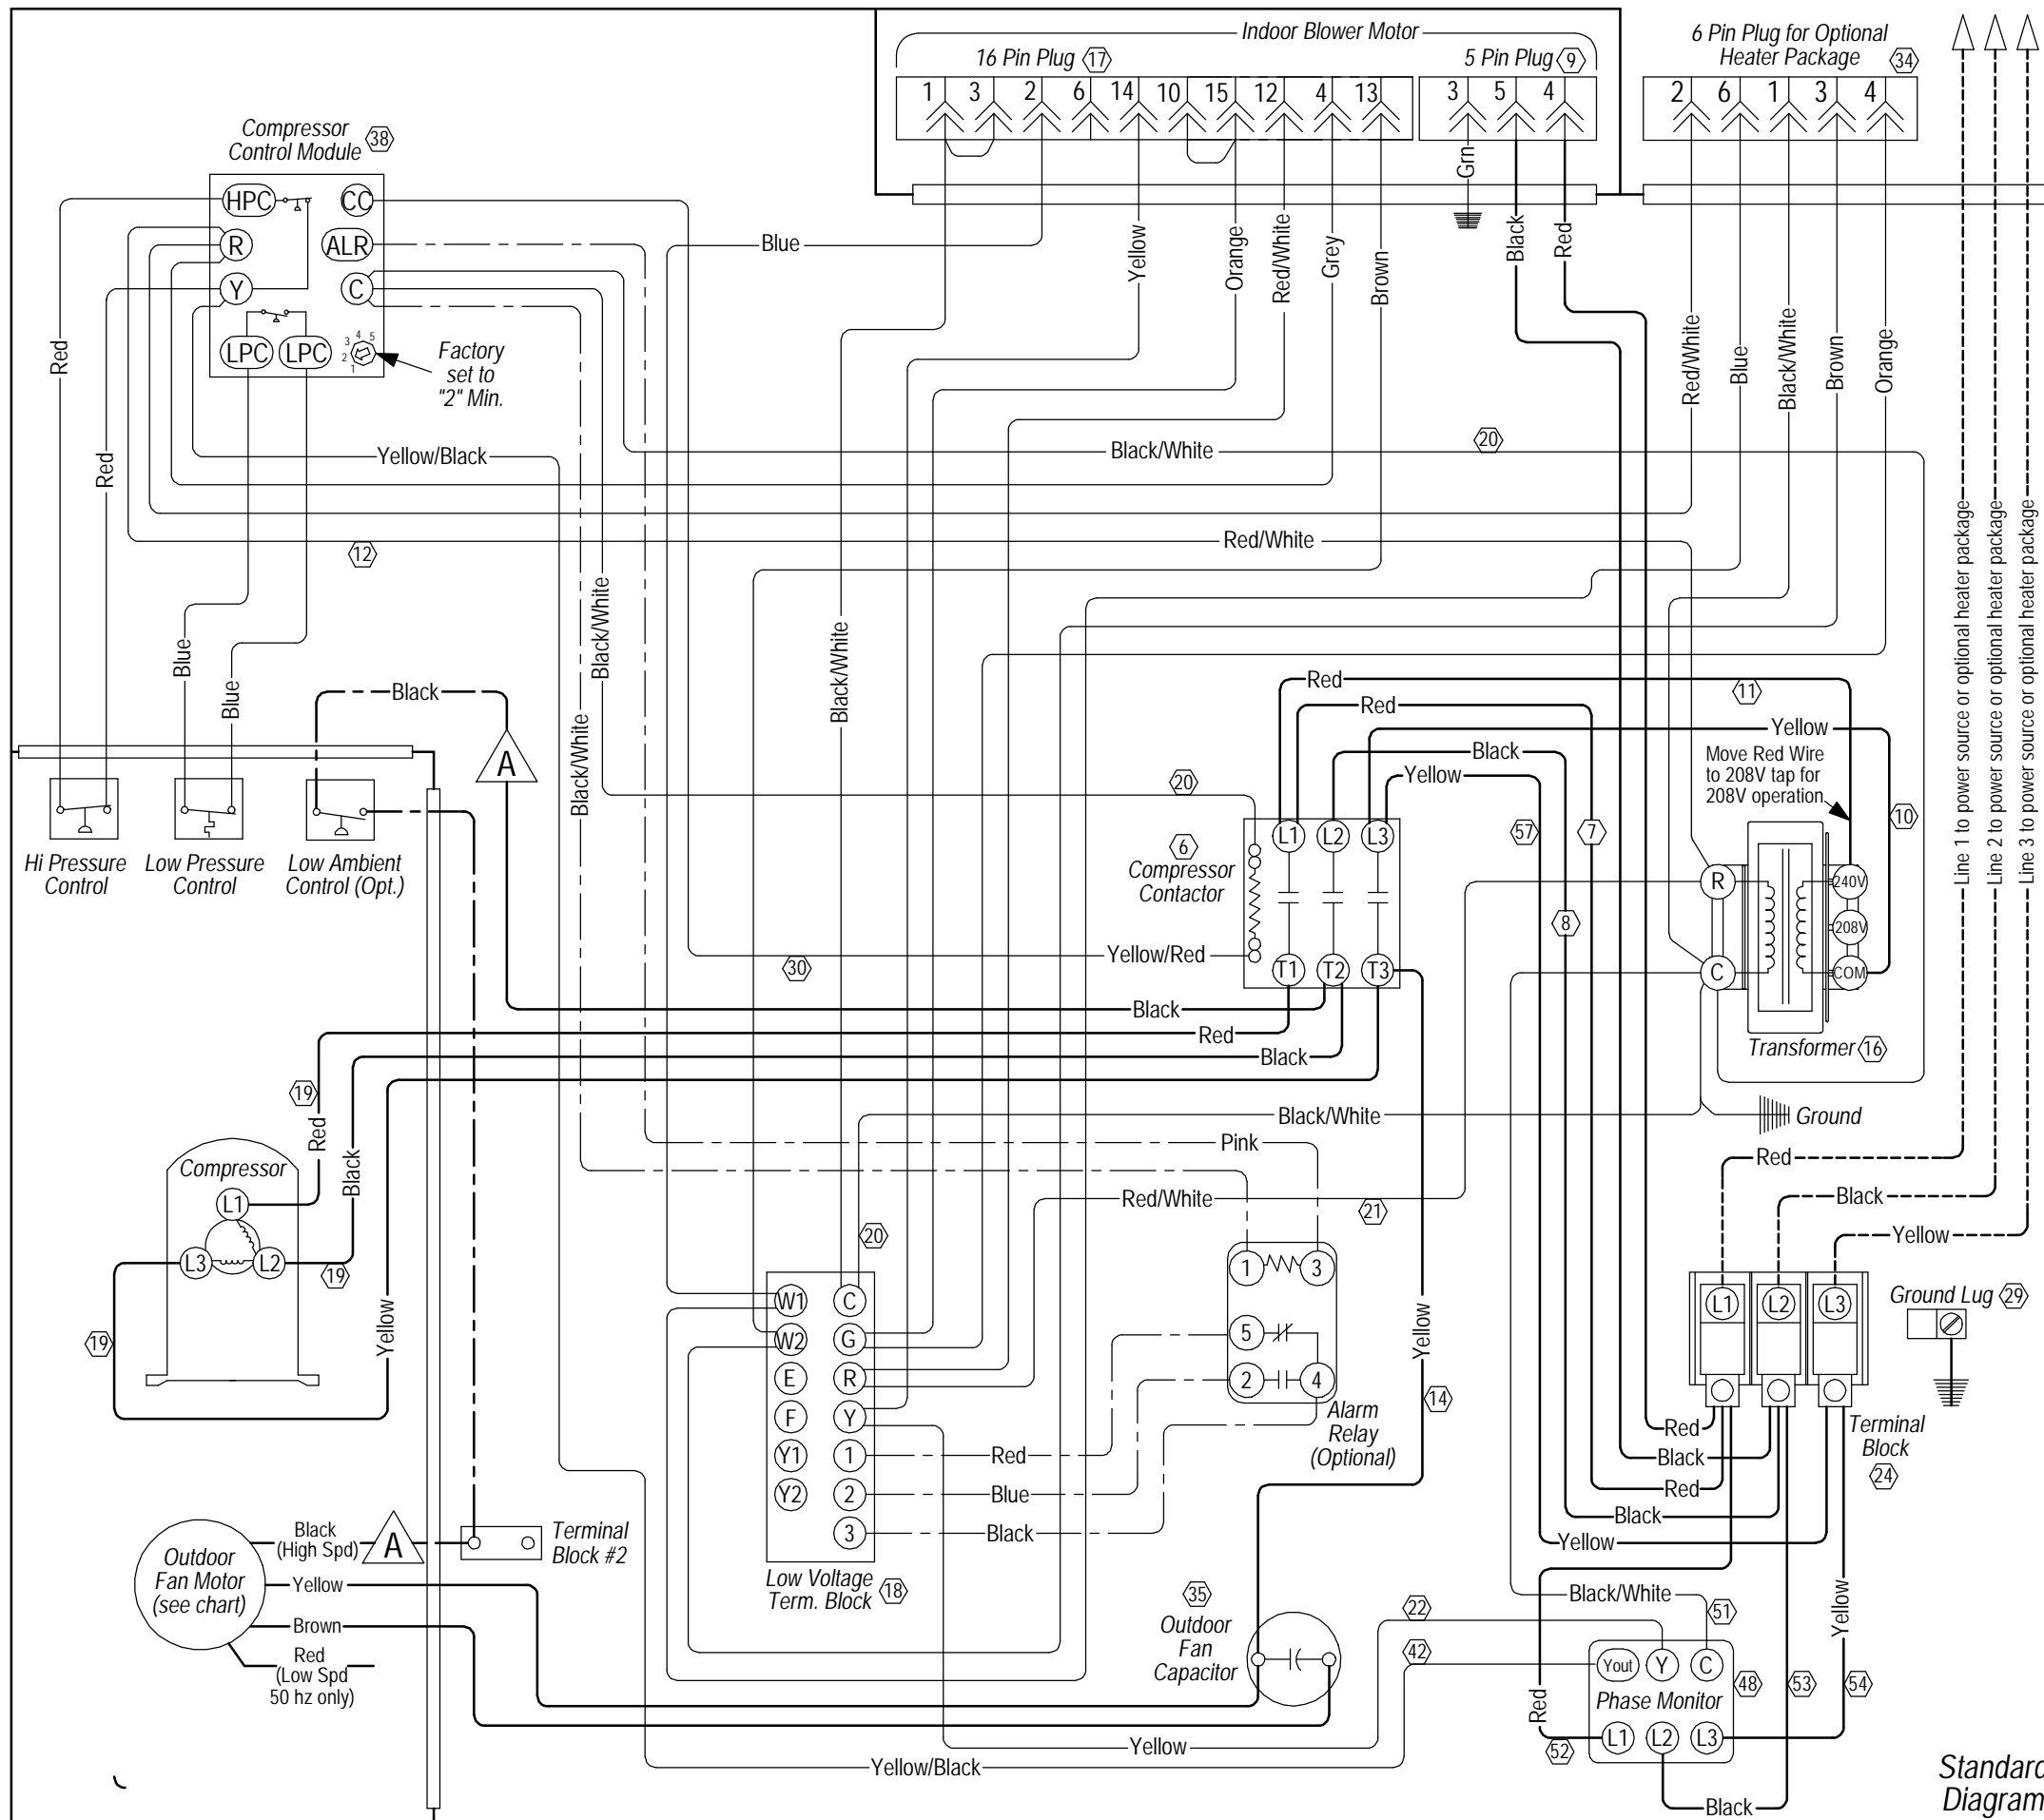 Indoor Blower Motor
16 Pin Plug 17
5 Pin Plug 9
6 Pin Plug for Optional
Heater Package
34
1 3 2 6 14 10 15 12 4 13
3 5 4
2 6 1 3 4
Compressor
Control Module 38
HPC CC
R ALR
Y C
LPC LPC
1 2 3 4 5
Factory
set to
"2" Min.
Grn
Blue
Yellow
Orange
Red/White
Grey
Brown
Black
Red
Red/White
Blue
Black/White
Brown
Orange
Red
Red
Yellow/Black
Black/White
20
Red/White
12
Line 1 to power source or optional heater package
Line 2 to power source or optional heater package
Line 3 to power source or optional heater package
Blue
Blue
Black/White
Black/White
Black/White
Black
A
Red
11
Red
Yellow
Black
Yellow
Move Red Wire
to 208V tap for
208V operation
20
57
7
10
8
Hi Pressure
Control
Low Pressure
Control
Low Ambient
Control (Opt.)
6
Compressor
Contactor
L1 L2 L3
T1 T2 T3
R
C
240V
208V
COM
Transformer 16
Yellow/Red
30
Black
Red
Black
19
Red
Black
Black/White
Ground
Pink
Red/White
21
20
Red
Black
Yellow
Compressor
L1
L3 L2
19
19
Yellow
Yellow
14
W1 C
W2 G
E R
F Y
Y1 1
Y2 2
3
Low Voltage
Term. Block 18
1 3
5
2 4
Alarm
Relay
(Optional)
Red
Blue
Black
L1 L2 L3
Ground Lug 29
Terminal
Block
24
Red
Black
Red
Black
Yellow
Outdoor
Fan Motor
(see chart)
Black
(High Spd)
A
Yellow
Brown
Red
(Low Spd
50 hz only)
Terminal
Block #2
35
Outdoor
Fan
Capacitor
22
42
Black/White
51
Yellow
Yout Y C
Phase Monitor
48
53
54
L1 L2 L3
Red
52
Yellow
Yellow/Black
Black
Standard
Diagram